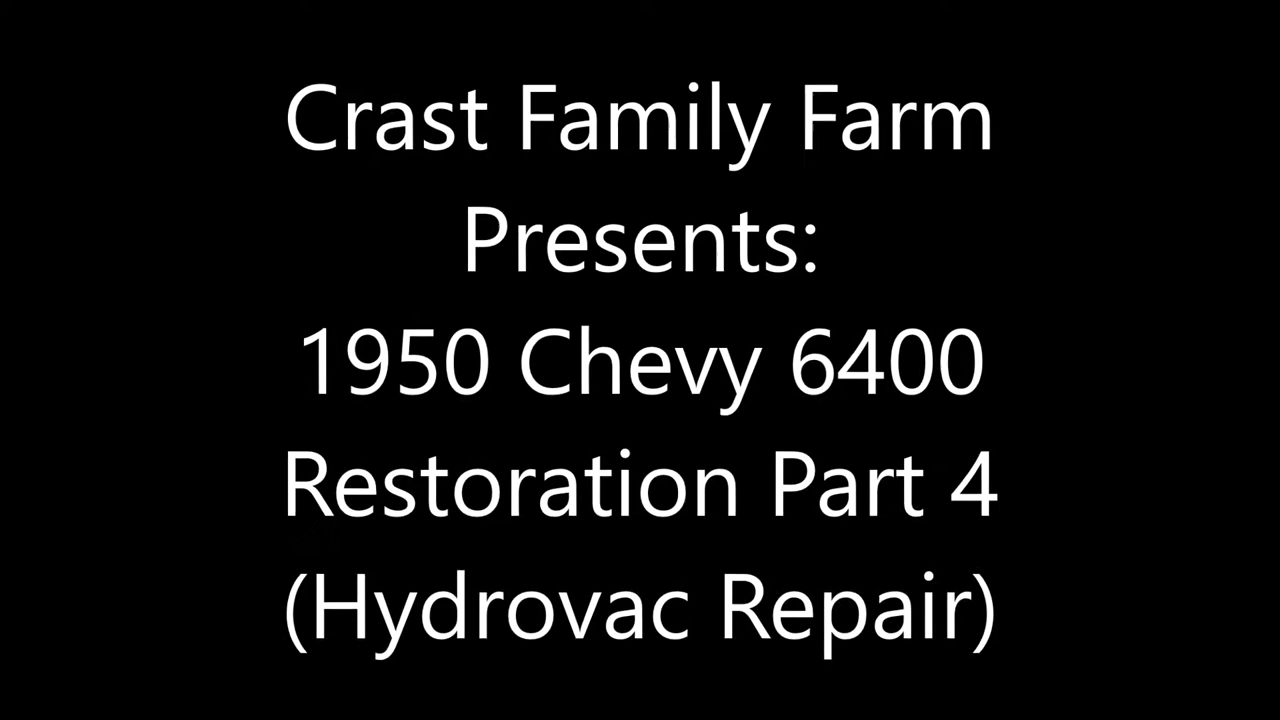 Crast Family Farm
Presents:
1950 Chevy 6400
Restoration Part 4
(Hydrovac Repair)